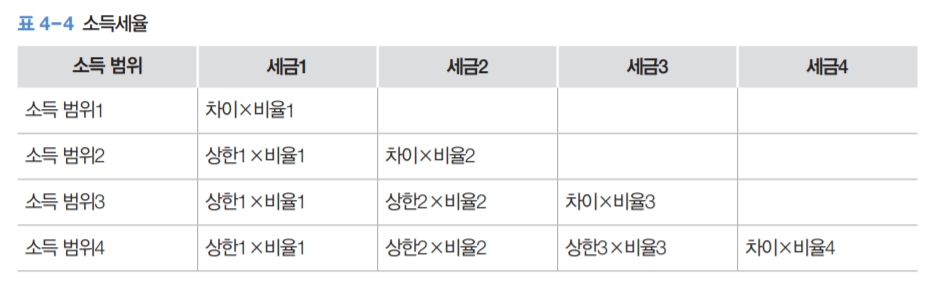 표 4-4 소득세율
소득 범위 세금1 세금2 세금3 세금4
소득 범위1 차이×비율1
소득 범위2 상한1×비율1 차이×비율2
소득 범위3 상한1×비율1 상한2×비율2 차이×비율3
소득 범위4 상한1×비율1 상한2×비율2 상한3×비율3 차이×비율4